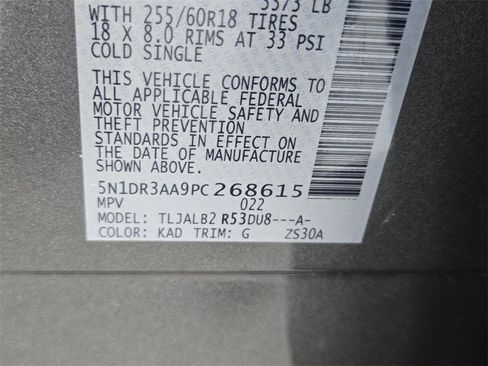 5573 LB
WITH 255/60R18 TIRES
18 X 8.0 RIMS AT 33 PSI
COLD SINGLE
THIS VEHICLE CONFORMS TO
ALL APPLICABLE FEDERAL
MOTOR VEHICLE SAFETY AND
THEFT PREVENTION
STANDARDS IN EFFECT ON
THE DATE OF MANUFACTURE
SHOWN ABOVE.
5N1DR3AA9PC268615
MPV 022
MODEL: TLJALB2 R53DU8---A-
COLOR: KAD TRIM: G ZS30A